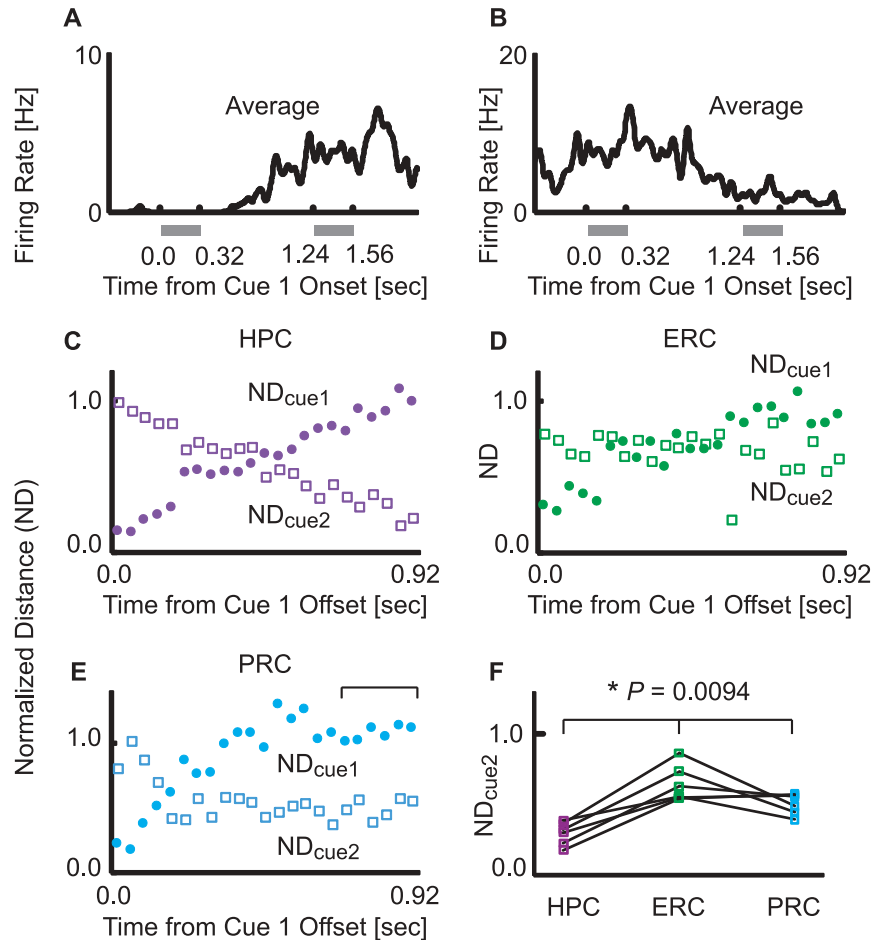 A
10
0
Firing Rate [Hz]
Average
0.0 0.32 1.24 1.56
Time from Cue 1 Onset [sec]
B
20
10
0
Firing Rate [Hz]
Average
0.0 0.32 1.24 1.56
Time from Cue 1 Onset [sec]
Normalized Distance (ND)
C
HPC
1.0
0.0
NDcue1
NDcue2
0.0 0.92
Time from Cue 1 Offset [sec]
D
ERC
ND
1.0
0.0
NDcue1
NDcue2
0.0 0.92
Time from Cue 1 Offset [sec]
E
PRC
1.0
0.0
NDcue1
NDcue2
0.0 0.92
Time from Cue 1 Offset [sec]
F
* P = 0.0094
NDcue2
1.0
0.0
HPC ERC PRC